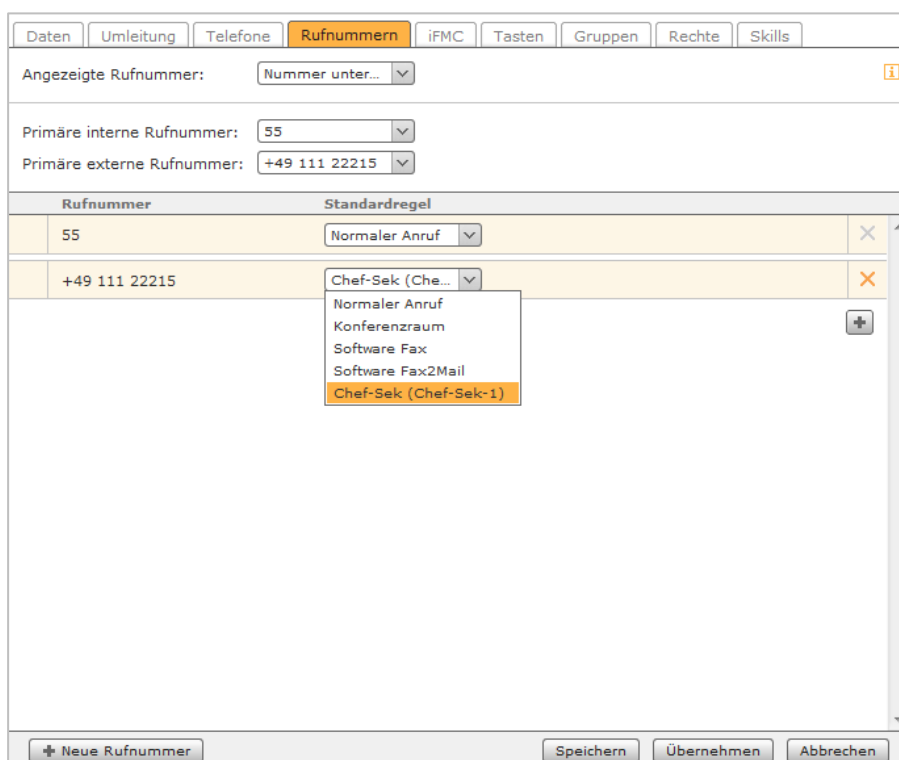 Daten Umleitung Telefone Rufnummern iFMC Tasten Gruppen Rechte Skills
Angezeigte Rufnummer: Nummer unter...
Primäre interne Rufnummer: 55
Primäre externe Rufnummer: +49 111 22215
Rufnummer Standardregel
55 Normaler Anruf
+49 111 22215 Chef-Sek (Che...
Normaler Anruf
Konferenzraum
Software Fax
Software Fax2Mail
Chef-Sek (Chef-Sek-1)
Neue Rufnummer Speichern Übernehmen Abbrechen